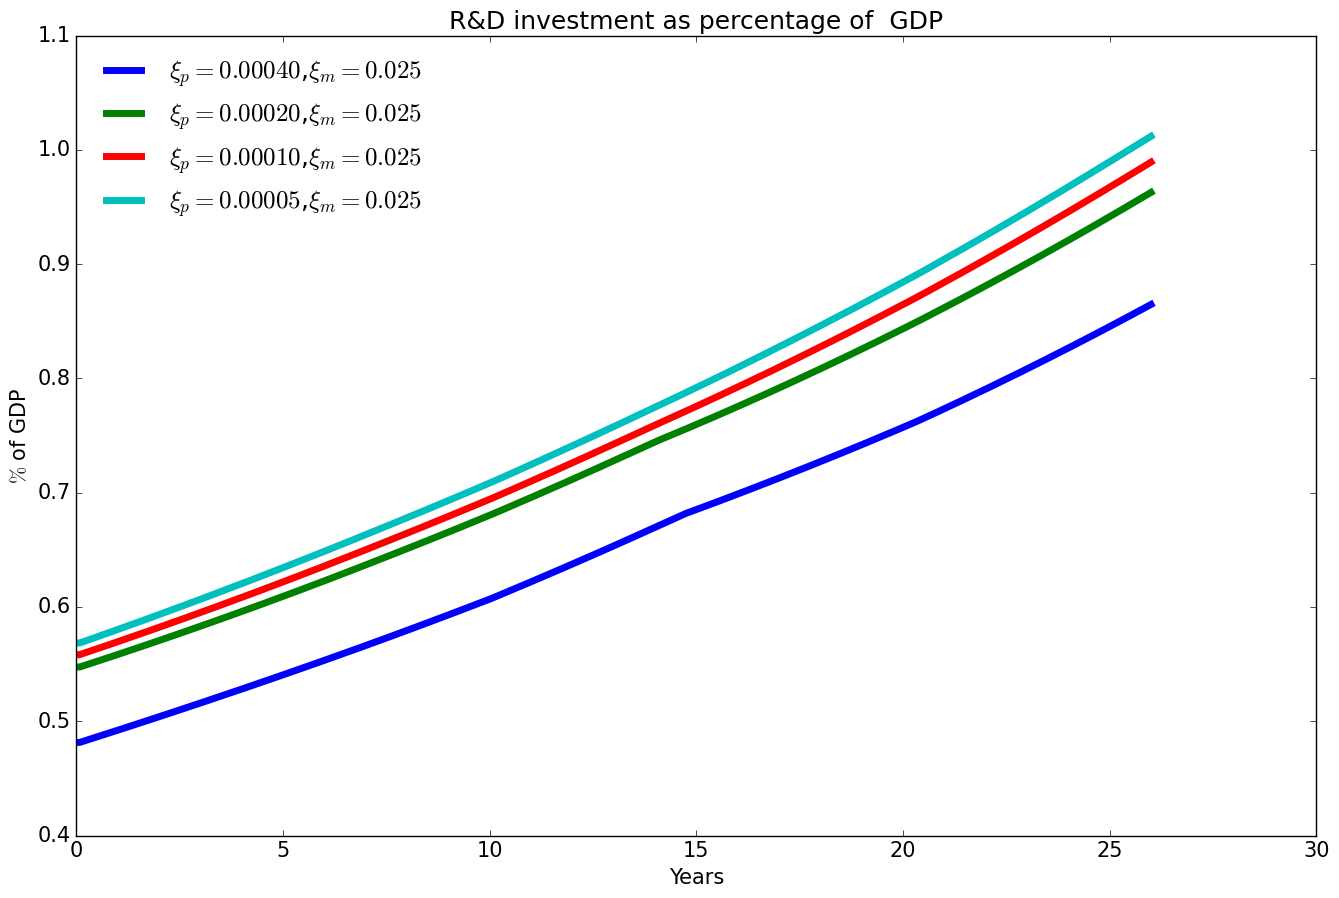 R&D investment as percentage of  GDP
1.1
1.0
0.9
0.8
0.7
0.6
0.5
0.4
% of GDP
ξp = 0.00040,ξm = 0.025
ξp = 0.00020,ξm = 0.025
ξp = 0.00010,ξm = 0.025
ξp = 0.00005,ξm = 0.025
0 5 10 15 20 25 30
Years